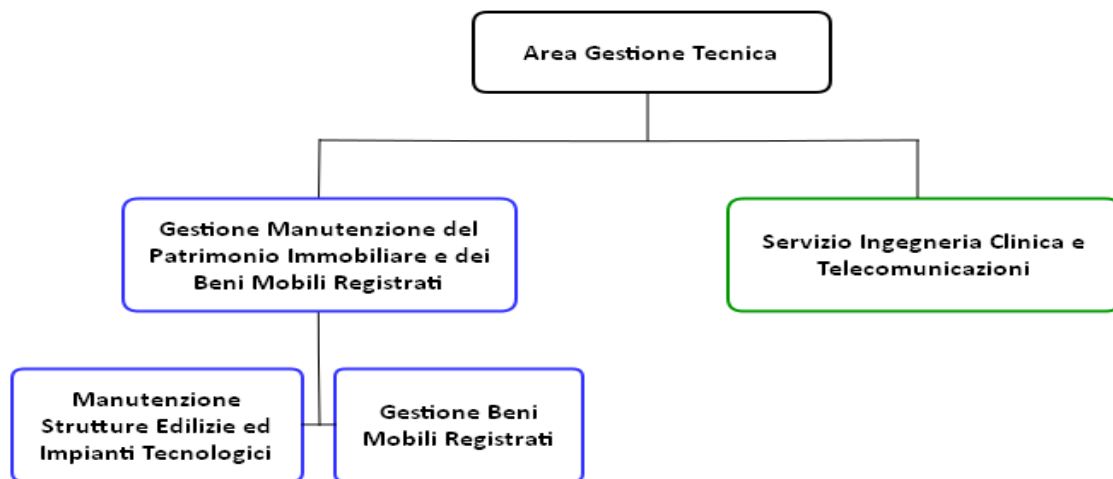 Area Gestione Tecnica
Gestione Manutenzione del
Patrimonio Immobiliare e dei
Beni Mobili Registrati
Servizio Ingegneria Clinica e
Telecomunicazioni
Manutenzione
Strutture Edilizie ed
Impianti Tecnologici
Gestione Beni
Mobili Registrati